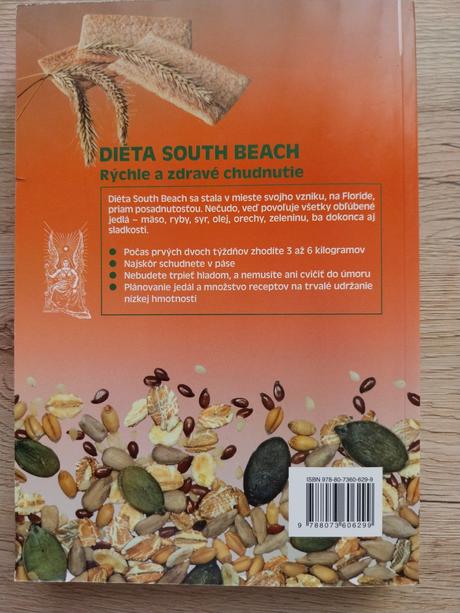 DIÉTA SOUTH BEACH
Rýchle a zdravé chudnutie
Diéta South Beach sa stala v mieste svojho vzniku, na Floride,
priam posadnutosťou. Nečudo, veď povoľuje všetky obľúbené
jedlá – mäso, ryby, syr, olej, orechy, zeleninu, ba dokonca aj
sladkosti.
Počas prvých dvoch týždňov zhodíte 3 až 6 kilogramov
Najskôr schudnete v páse
Nebudete trpieť hladom, a nemusíte ani cvičiť do úmoru
Plánovanie jedál a množstvo receptov na trvalé udržanie
nízkej hmotnosti
ISBN 978-80-7360-629-9
9 788073 606299